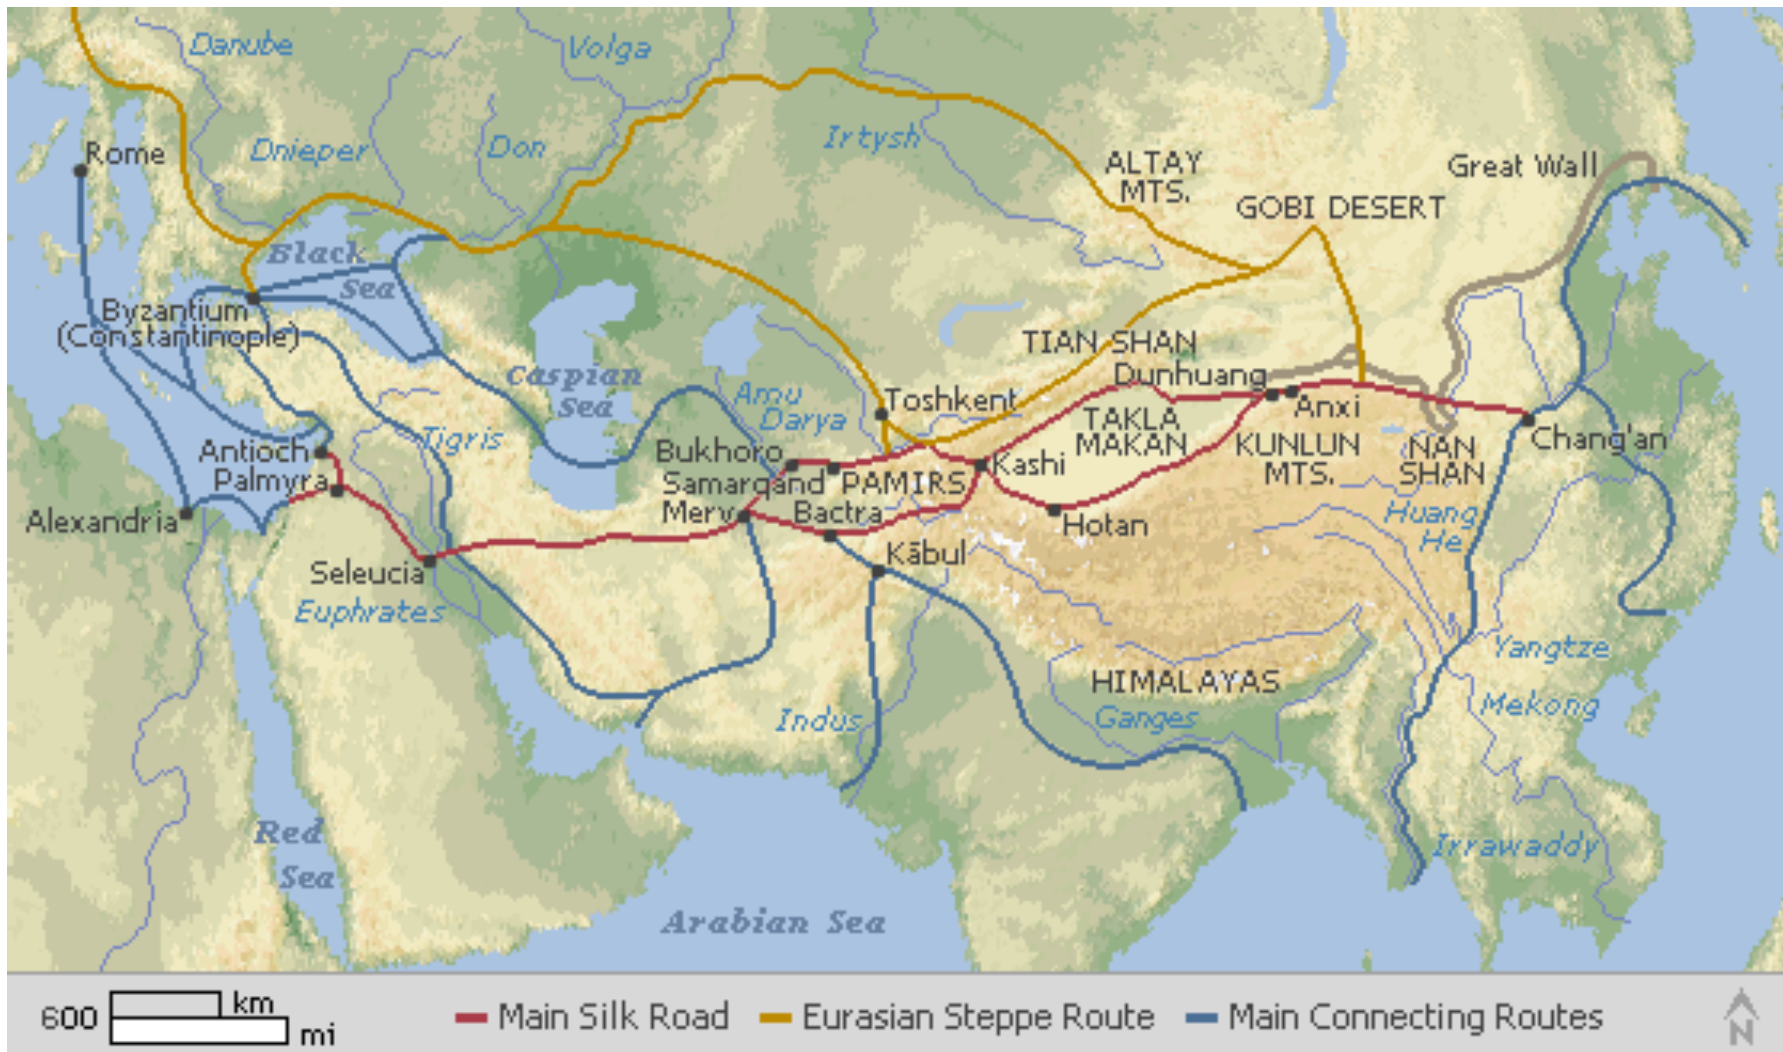 Danube
Volga
Dnieper
Don
Irtysh
Rome
ALTAY
MTS.
Great Wall
GOBI DESERT
Black
Sea
Byzantium
(Constantinople)
TIAN SHAN
Caspian
Sea
Dunhuang
Amu
Darya
Toshkent
TAKLA
MAKAN
Anxi
Tigris
Antioch
Palmyra
Bukhoro
Samarqand
PAMIRS
Kashi
KUNLUN
MTS.
NAN
SHAN
Chang'an
Alexandria
Merv
Bactra
Hotan
Huang
He
Kābul
Seleucia
Euphrates
Yangtze
HIMALAYAS
Mekong
Indus
Ganges
Red
Sea
Irrawaddy
Arabian Sea
600
km
mi
Main Silk Road
Eurasian Steppe Route
Main Connecting Routes
N